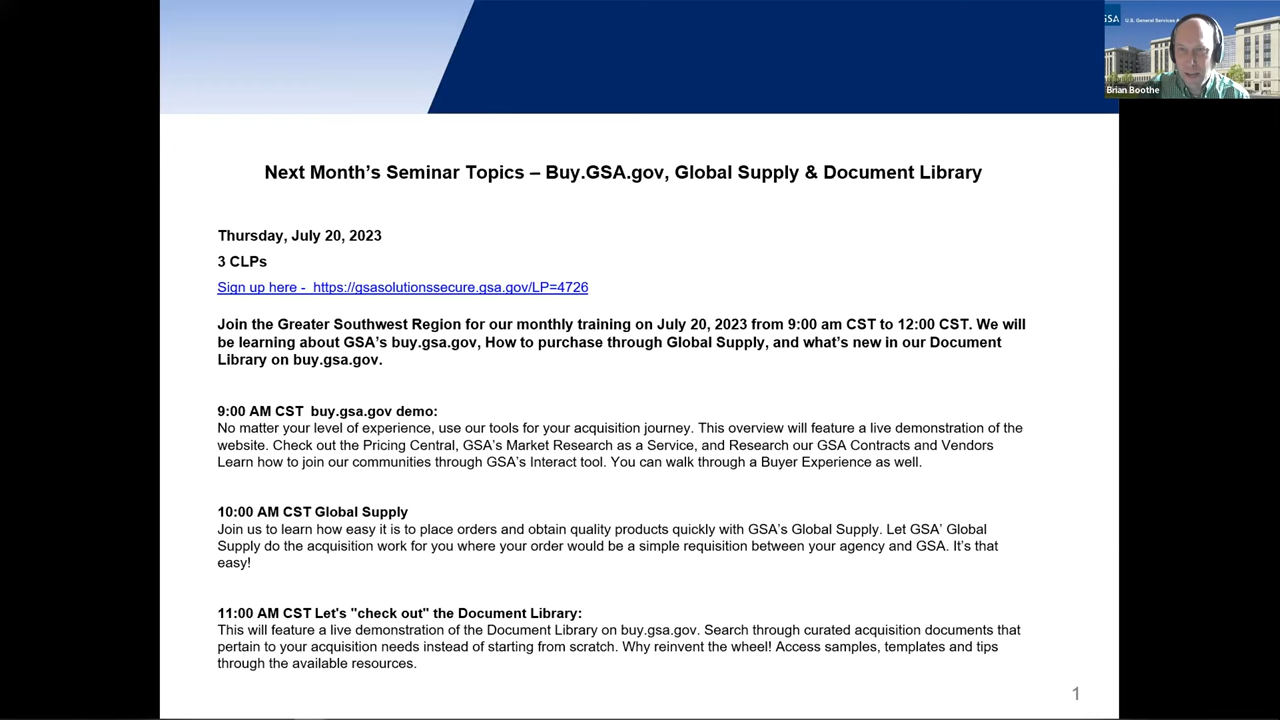 GSA
U.S. General Services
Brian Boothe
Next Month's Seminar Topics – Buy.GSA.gov, Global Supply & Document Library
Thursday, July 20, 2023
3 CLPs
Sign up here - https://gsasolutionssecure.gsa.gov/LP=4726
Join the Greater Southwest Region for our monthly training on July 20, 2023 from 9:00 am CST to 12:00 CST. We will
be learning about GSA's buy.gsa.gov, How to purchase through Global Supply, and what's new in our Document
Library on buy.gsa.gov.
9:00 AM CST buy.gsa.gov demo:
No matter your level of experience, use our tools for your acquisition journey. This overview will feature a live demonstration of the
website. Check out the Pricing Central, GSA's Market Research as a Service, and Research our GSA Contracts and Vendors
Learn how to join our communities through GSA's Interact tool. You can walk through a Buyer Experience as well.
10:00 AM CST Global Supply
Join us to learn how easy it is to place orders and obtain quality products quickly with GSA's Global Supply. Let GSA' Global
Supply do the acquisition work for you where your order would be a simple requisition between your agency and GSA. It's that
easy!
11:00 AM CST Let's "check out" the Document Library:
This will feature a live demonstration of the Document Library on buy.gsa.gov. Search through curated acquisition documents that
pertain to your acquisition needs instead of starting from scratch. Why reinvent the wheel! Access samples, templates and tips
through the available resources.
1